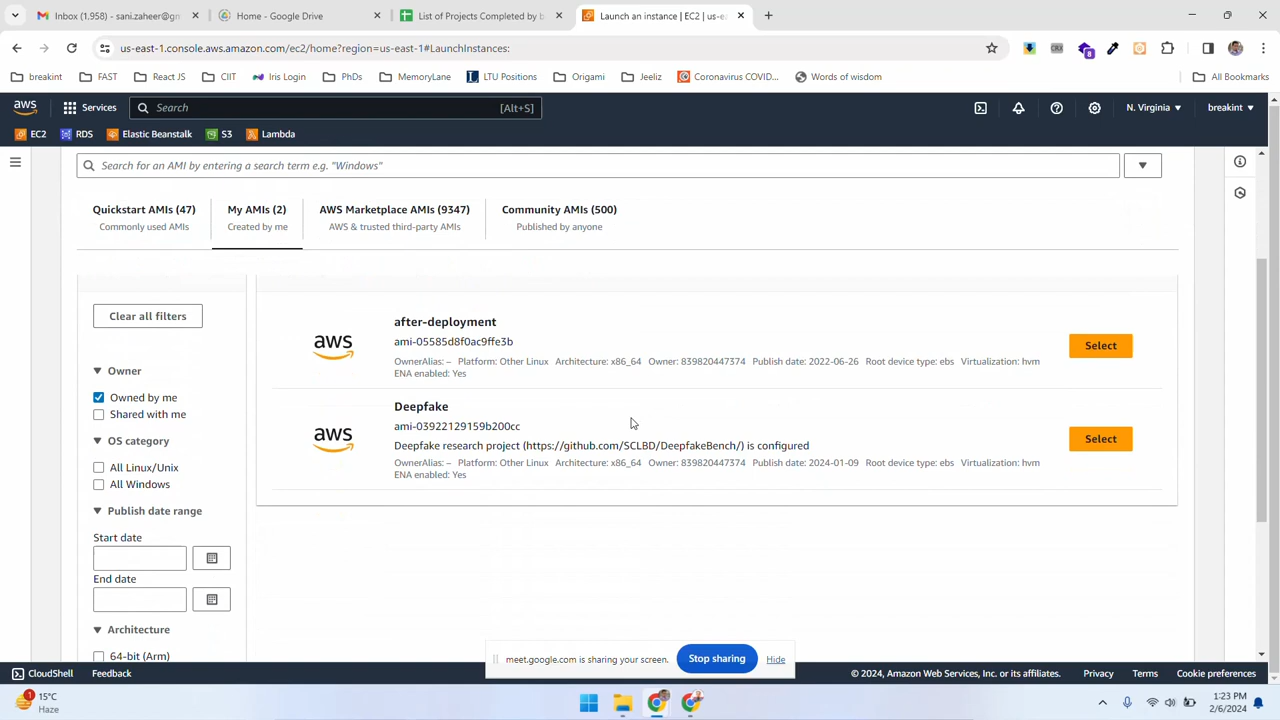 Inbox (1,958) - sani.zaheer@gm
Home - Google Drive
List of Projects Completed by b
Launch an instance | EC2 | us-ea
us-east-1.console.aws.amazon.com/ec2/home?region=us-east-1#LaunchInstances:
CRX
8
breakint
FAST
React JS
CIIT
Iris Login
PhDs
MemoryLane
LTU Positions
Origami
Jeeliz
Coronavirus COVID...
Words of wisdom
All Bookmarks
aws
Services
Search
[Alt+S]
N. Virginia
breakint
EC2
RDS
Elastic Beanstalk
S3
Lambda
Search for an AMI by entering a search term e.g. "Windows"
Quickstart AMIs (47)
Commonly used AMIs
My AMIs (2)
Created by me
AWS Marketplace AMIs (9347)
AWS & trusted third-party AMIs
Community AMIs (500)
Published by anyone
Clear all filters
Owner
Owned by me
Shared with me
OS category
All Linux/Unix
All Windows
Publish date range
Start date
End date
Architecture
64-bit (Arm)
aws
after-deployment
ami-05585d8f0ac9ffe3b
OwnerAlias: – Platform: Other Linux Architecture: x86_64 Owner: 839820447374 Publish date: 2022-06-26 Root device type: ebs Virtualization: hvm
ENA enabled: Yes
Select
aws
Deepfake
ami-03922129159b200cc
Deepfake research project (https://github.com/SCLBD/DeepfakeBench/) is configured
OwnerAlias: – Platform: Other Linux Architecture: x86_64 Owner: 839820447374 Publish date: 2024-01-09 Root device type: ebs Virtualization: hvm
ENA enabled: Yes
Select
meet.google.com is sharing your screen.
Stop sharing
Hide
CloudShell
Feedback
© 2024, Amazon Web Services, Inc. or its affiliates.
Privacy
Terms
Cookie preferences
1
15°C
Haze
1:23 PM
2/6/2024